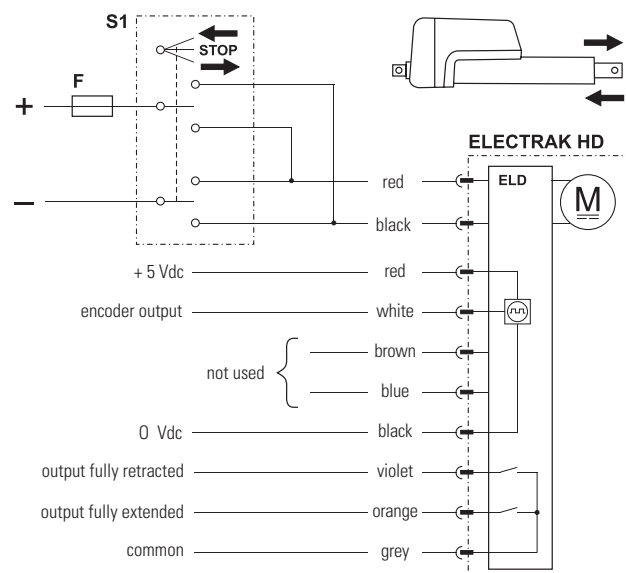 S1
STOP
F
+
–
ELECTRAK HD
red
ELD
M
black
+ 5 Vdc red
encoder output white
brown
not used
blue
0 Vdc black
output fully retracted violet
output fully extended orange
common grey